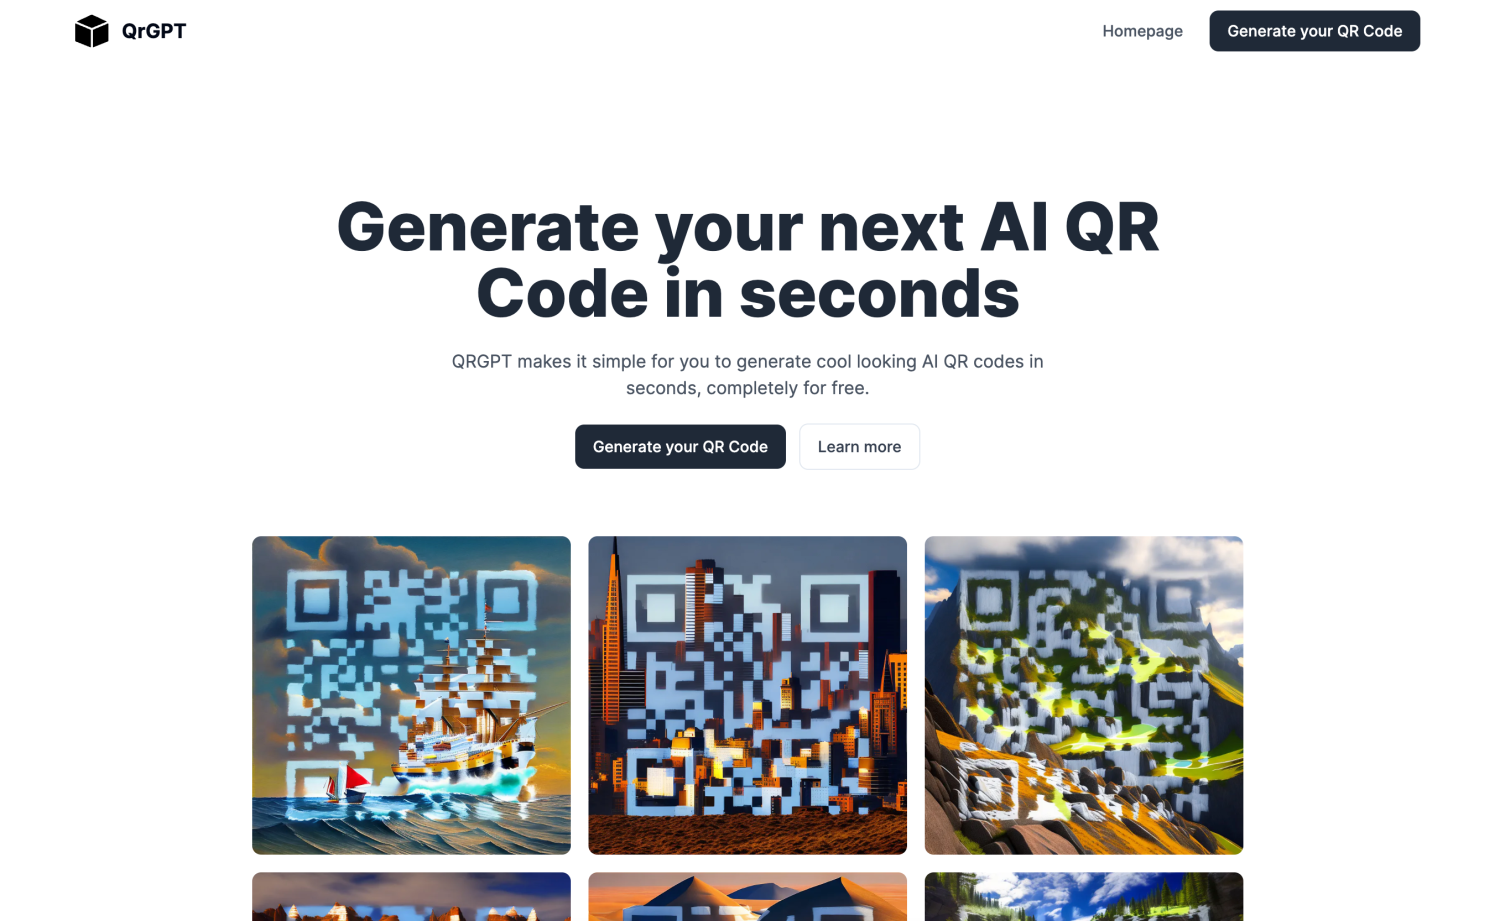 QrGPT
Homepage
Generate your QR Code
Generate your next AI QR
Code in seconds
QRGPT makes it simple for you to generate cool looking AI QR codes in
seconds, completely for free.
Generate your QR Code
Learn more